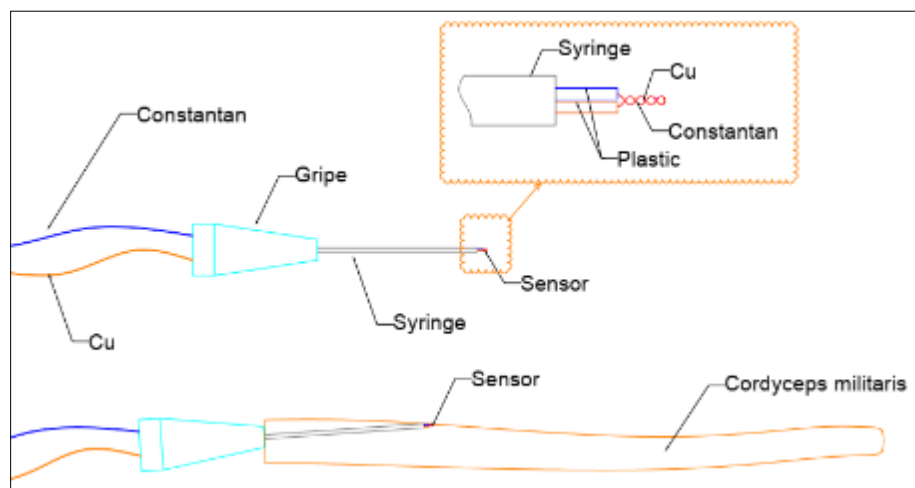 Syringe
Cu
Constantan
Plastic
Constantan
Gripe
Sensor
Syringe
Cu
Sensor
Cordyceps militaris